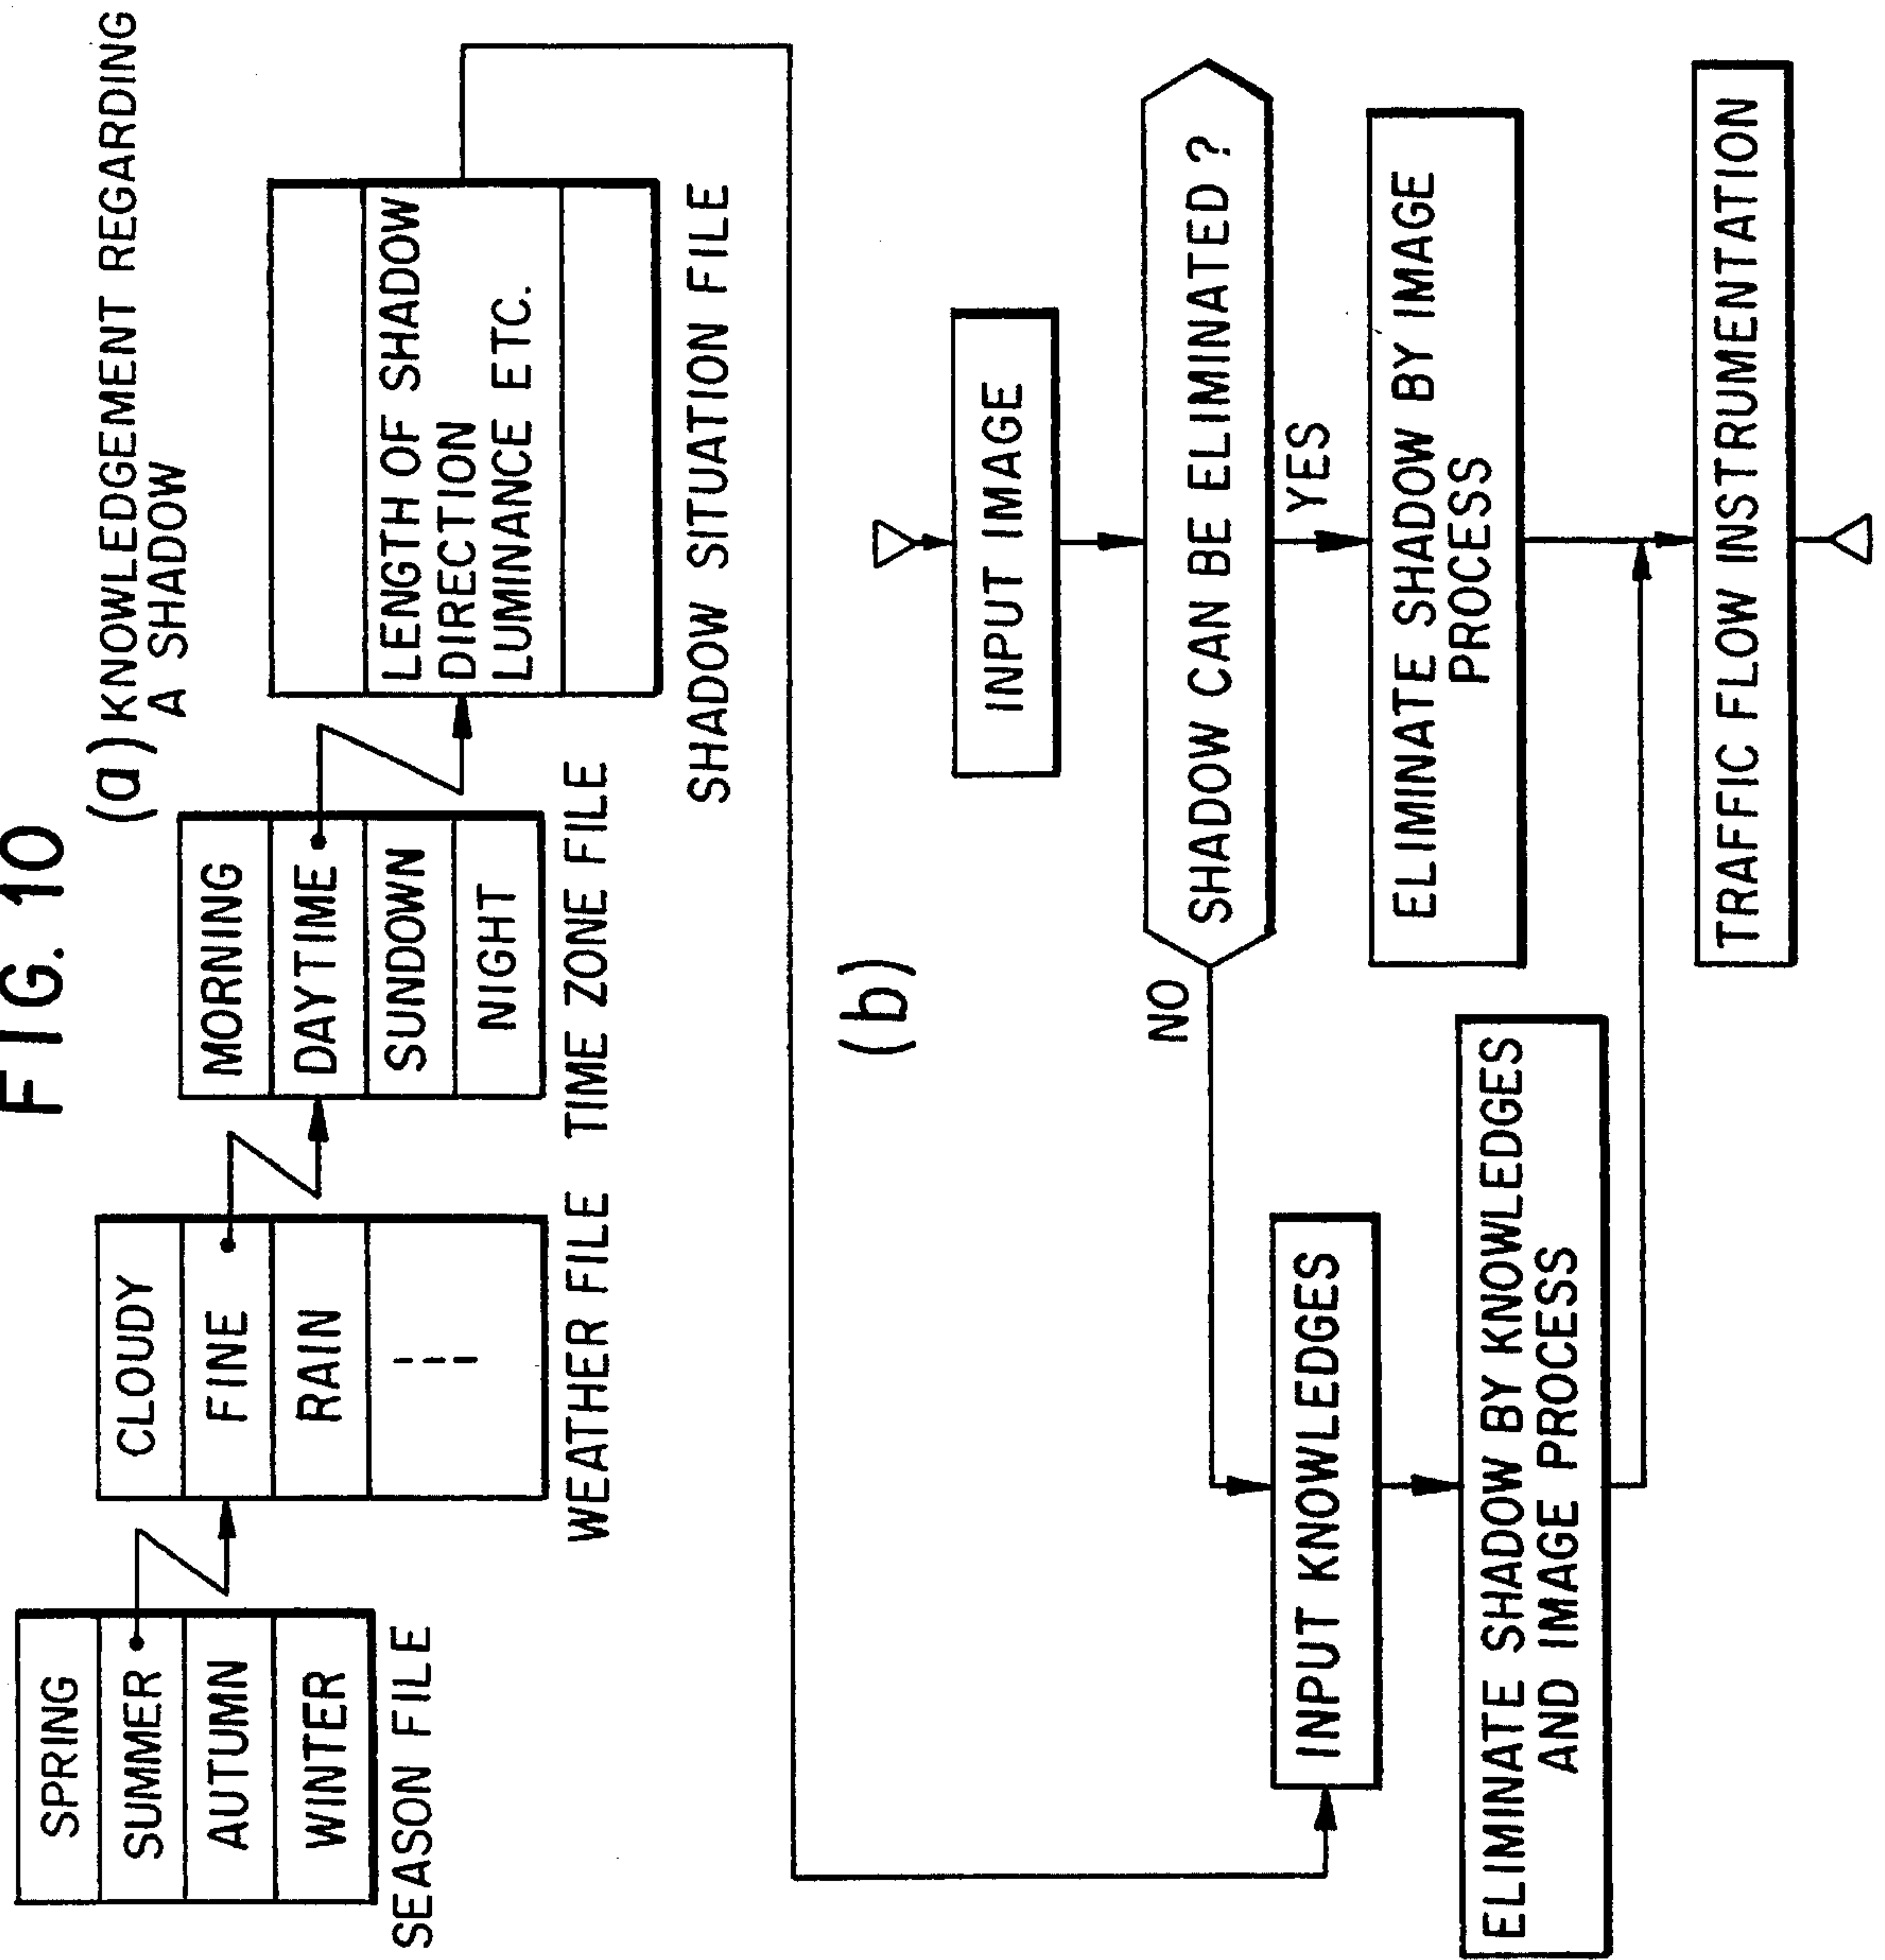 FIG. 10
(a) KNOWLEDGEMENT REGARDING
A SHADOW
SPRING
SUMMER
AUTUMN
WINTER
SEASON FILE
CLOUDY
FINE
RAIN
WEATHER FILE
MORNING
DAYTIME
SUNDOWN
NIGHT
TIME ZONE FILE
LENGTH OF SHADOW
DIRECTION
LUMINANCE ETC.
SHADOW SITUATION FILE
(b)
INPUT IMAGE
SHADOW CAN BE ELIMINATED ?
NO
YES
INPUT KNOWLEDGES
ELIMINATE SHADOW BY IMAGE
PROCESS
ELIMINATE SHADOW BY KNOWLEDGES
AND IMAGE PROCESS
TRAFFIC FLOW INSTRUMENTATION